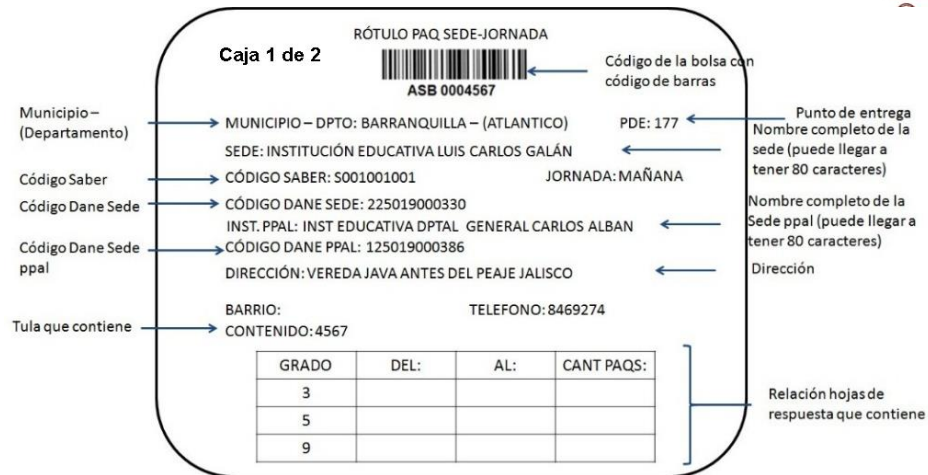 RÓTULO PAQ SEDE-JORNADA
Caja 1 de 2
ASB 0004567
Código de la bolsa con
código de barras
Municipio –
(Departamento)
MUNICIPIO – DPTO: BARRANQUILLA – (ATLANTICO)
PDE: 177
Punto de entrega
SEDE: INSTITUCIÓN EDUCATIVA LUIS CARLOS GALÁN
Nombre completo de la
sede (puede llegar a
tener 80 caracteres)
Código Saber
CÓDIGO SABER: S001001001
JORNADA: MAÑANA
Código Dane Sede
CÓDIGO DANE SEDE: 225019000330
INST. PPAL: INST EDUCATIVA DPTAL GENERAL CARLOS ALBAN
Nombre completo de la
Sede ppal (puede llegar a
tener 80 caracteres)
Código Dane Sede
ppal
CÓDIGO DANE PPAL: 125019000386
DIRECCIÓN: VEREDA JAVA ANTES DEL PEAJE JALISCO
Dirección
BARRIO:
TELEFONO: 8469274
Tula que contiene
CONTENIDO: 4567
GRADO DEL: AL: CANT PAQS:
3
5
9
Relación hojas de
respuesta que contiene